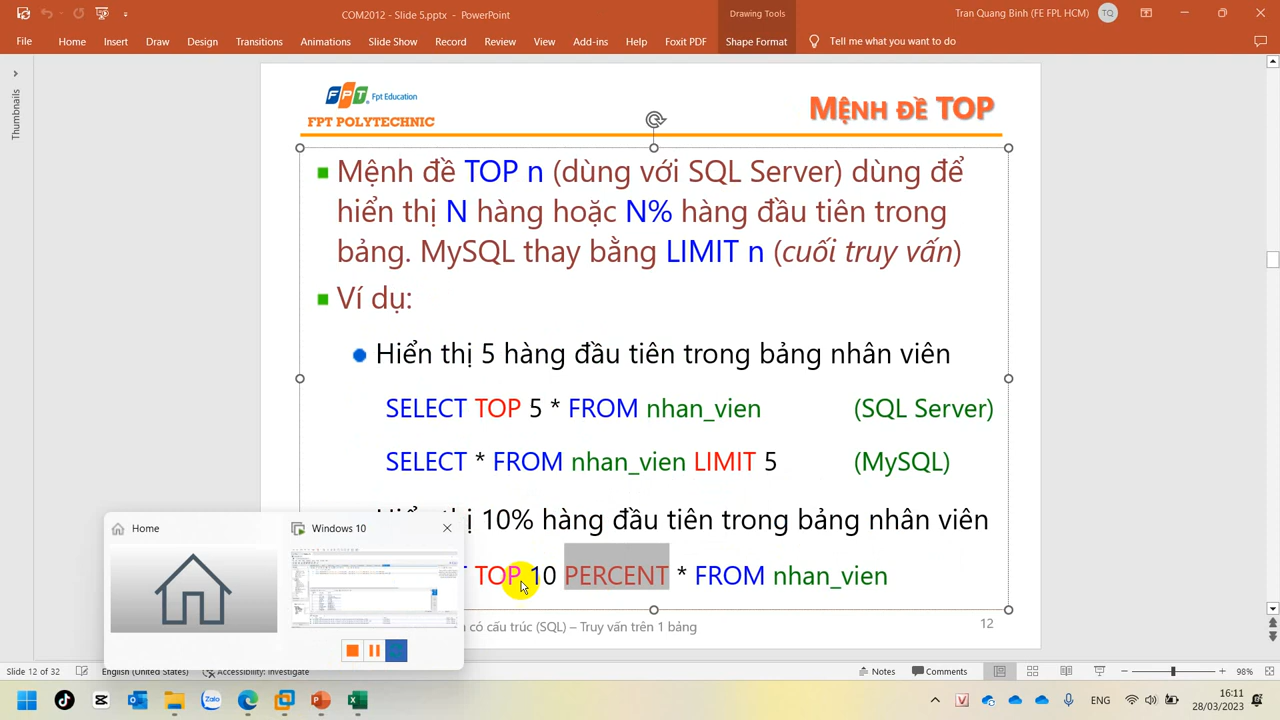 COM2012 - Slide 5.pptx - PowerPoint
Drawing Tools
Tran Quang Binh (FE FPL HCM)
TQ
File Home Insert Draw Design Transitions Animations Slide Show Record Review View Add-ins Help Foxit PDF Shape Format Tell me what you want to do
Thumbnails
FPT Fpt Education
FPT POLYTECHNIC
MỆNH ĐỀ TOP
Mệnh đề TOP n (dùng với SQL Server) dùng để
hiển thị N hàng hoặc N% hàng đầu tiên trong
bảng. MySQL thay bằng LIMIT n (cuối truy vấn)
Ví dụ:
Hiển thị 5 hàng đầu tiên trong bảng nhân viên
SELECT TOP 5 * FROM nhan_vien (SQL Server)
SELECT * FROM nhan_vien LIMIT 5 (MySQL)
Hiển thị 10% hàng đầu tiên trong bảng nhân viên
TOP 10 PERCENT * FROM nhan_vien
có cấu trúc (SQL) – Truy vấn trên 1 bảng
12
Home
Windows 10
Slide 12 of 32 English (United States) Accessibility: Investigate Notes Comments 98%
Zalo
ENG
16:11
28/03/2023